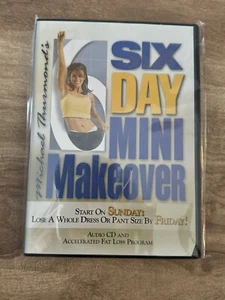 Michael Thurmond's
6
SIX
DAY
MINI
Makeover
START ON SUNDAY:
LOSE A WHOLE DRESS OR PANT SIZE BY FRIDAY!
AUDIO CD AND
ACCELERATED FAT LOSS PROGRAM